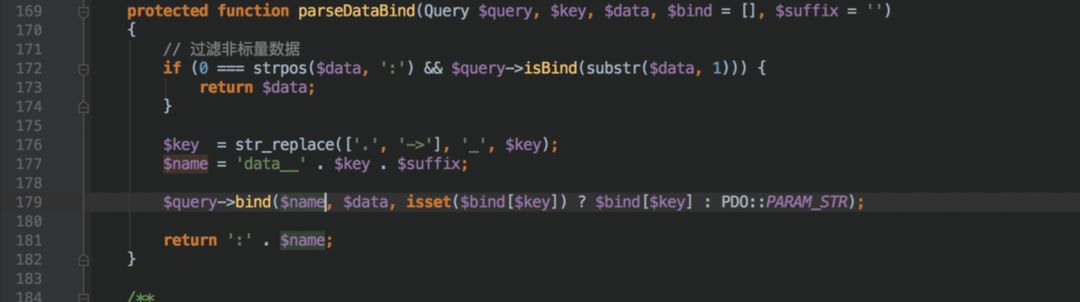 169 protected function parseDataBind(Query $query, $key, $data, $bind = [], $suffix = '')
170 {
171 // 过滤非标量数据
172 if (0 === strpos($data, ':') && $query->isBind(substr($data, 1))) {
173 return $data;
174 }
175
176 $key = str_replace(['.', '->'], '_', $key);
177 $name = 'data__' . $key . $suffix;
178
179 $query->bind($name, $data, isset($bind[$key]) ? $bind[$key] : PDO::PARAM_STR);
180
181 return ':' . $name;
182 }
183
184 /**